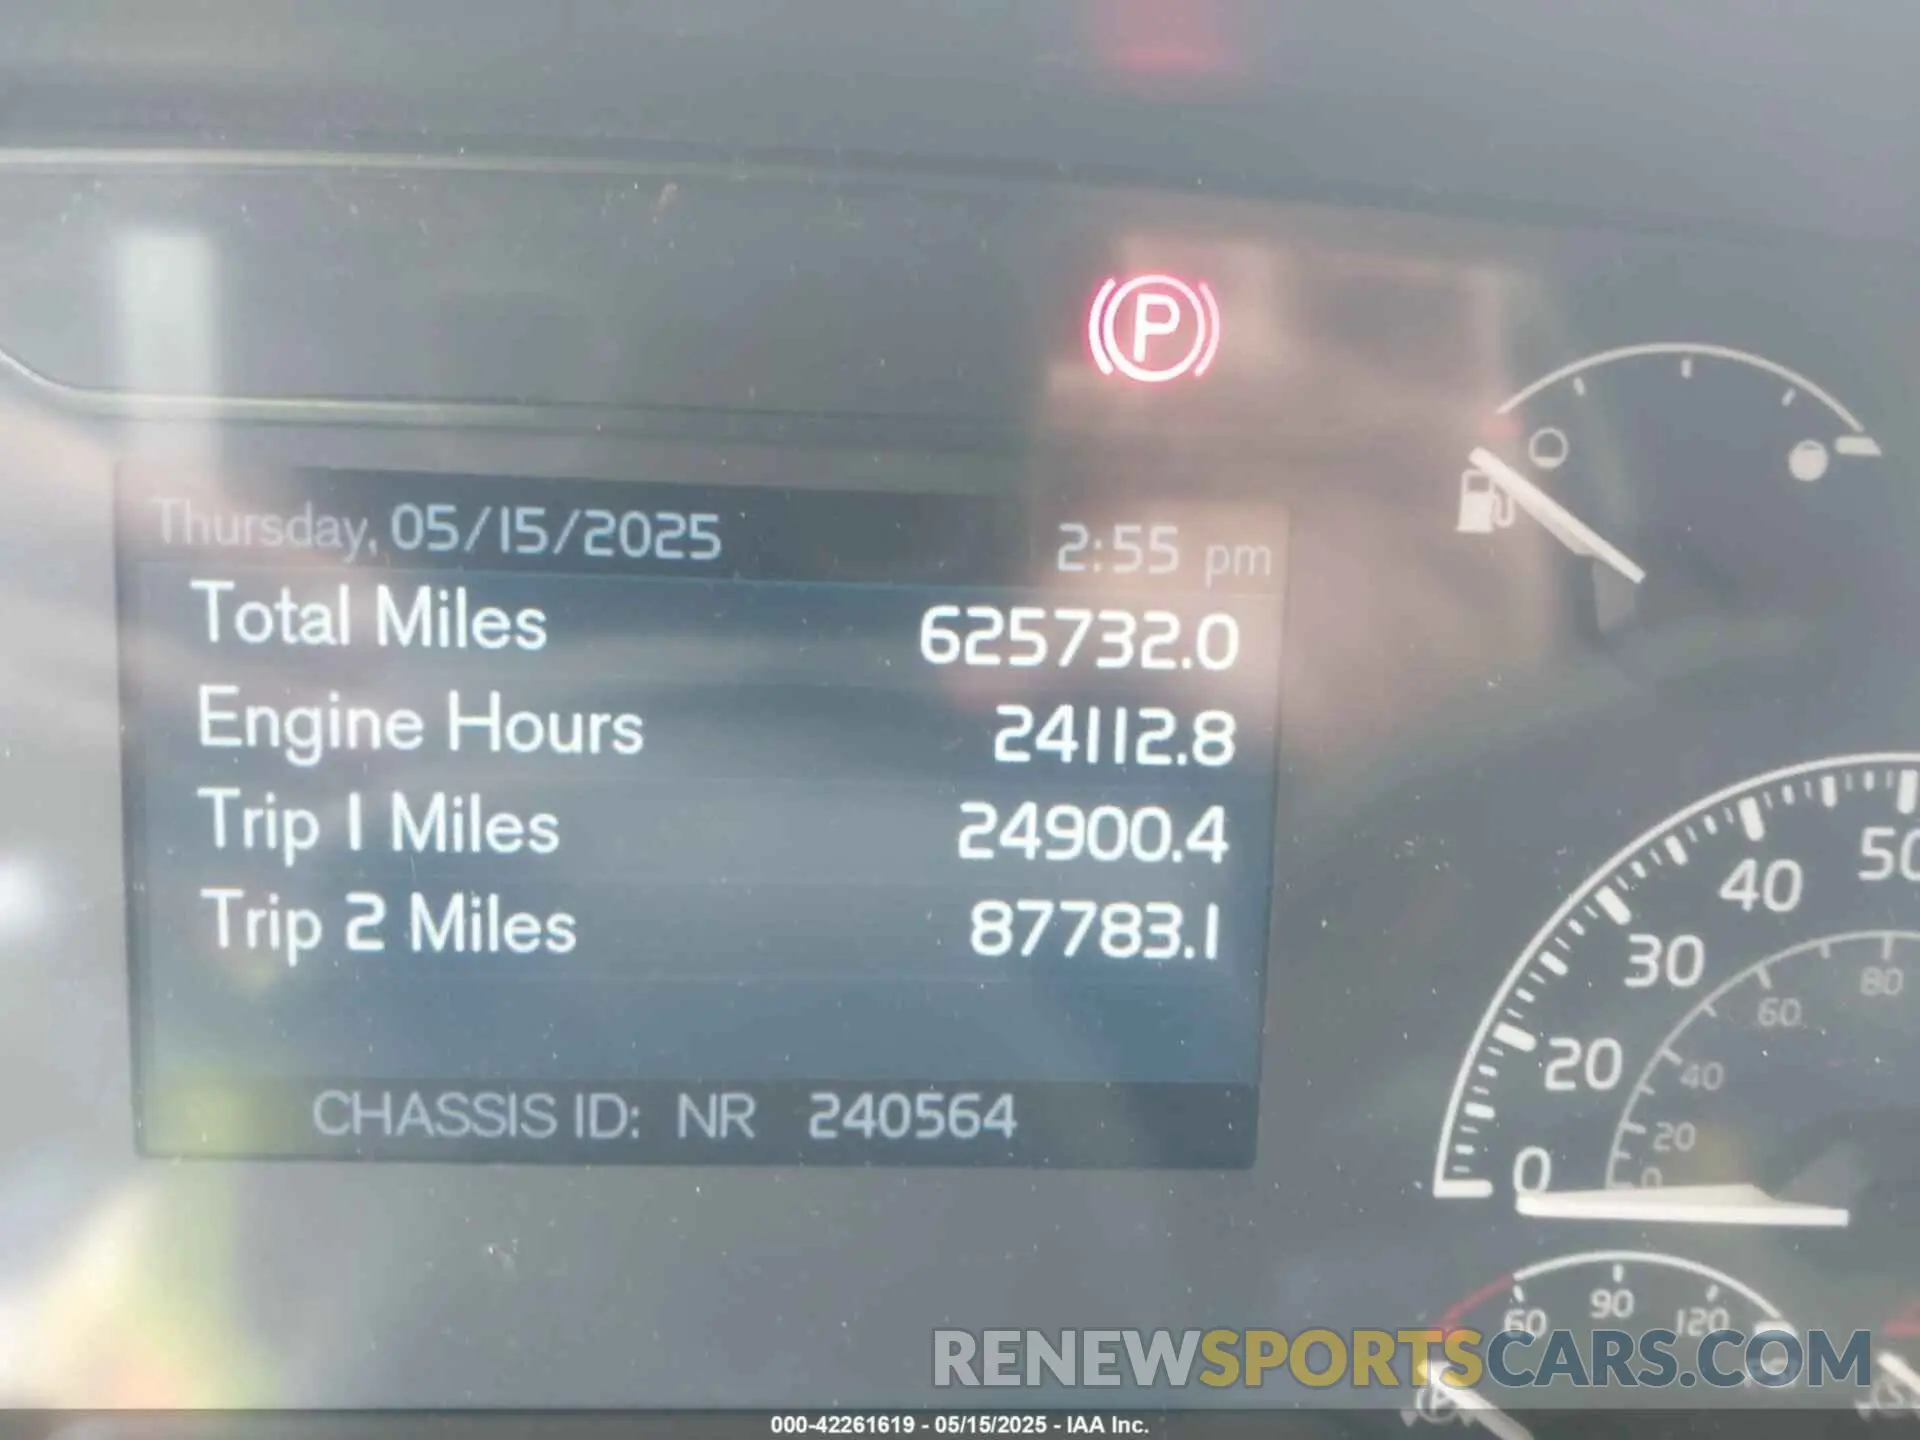 Thursday, 05/15/2025 2:55 pm
Total Miles 625732.0
Engine Hours 24112.8
Trip 1 Miles 24900.4
Trip 2 Miles 87783.1
CHASSIS ID: NR 240564
P
50
40
30
20
0
80
60
40
20
0
60 90 120
RENEWSPORTSCARS.COM
000-42261619 - 05/15/2025 - IAA Inc.